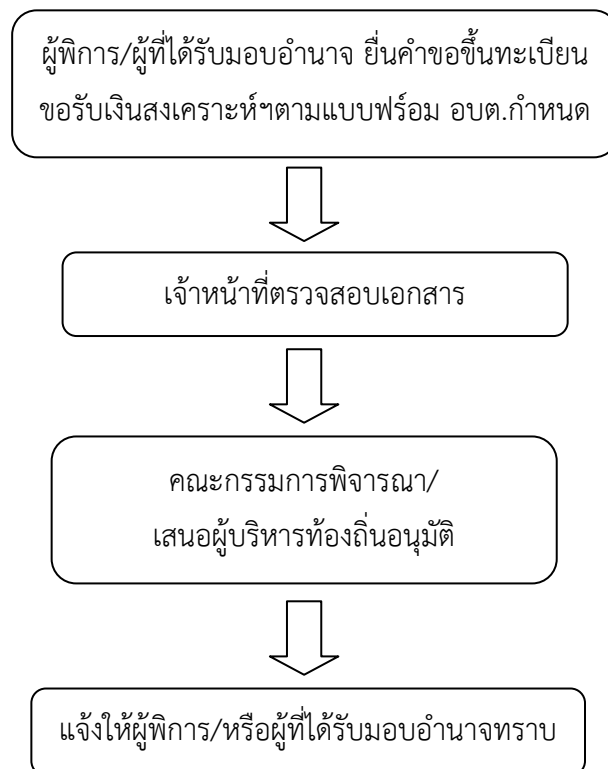 ผู้พิการ/ผู้ที่ได้รับมอบอำนาจ ยื่นคำขอขึ้นทะเบียน
ขอรับเงินสงเคราะห์ฯตามแบบฟร์อม อบต.กำหนด
เจ้าหน้าที่ตรวจสอบเอกสาร
คณะกรรมการพิจารณา/
เสนอผู้บริหารท้องถิ่นอนุมัติ
แจ้งให้ผู้พิการ/หรือผู้ที่ได้รับมอบอำนาจทราบ